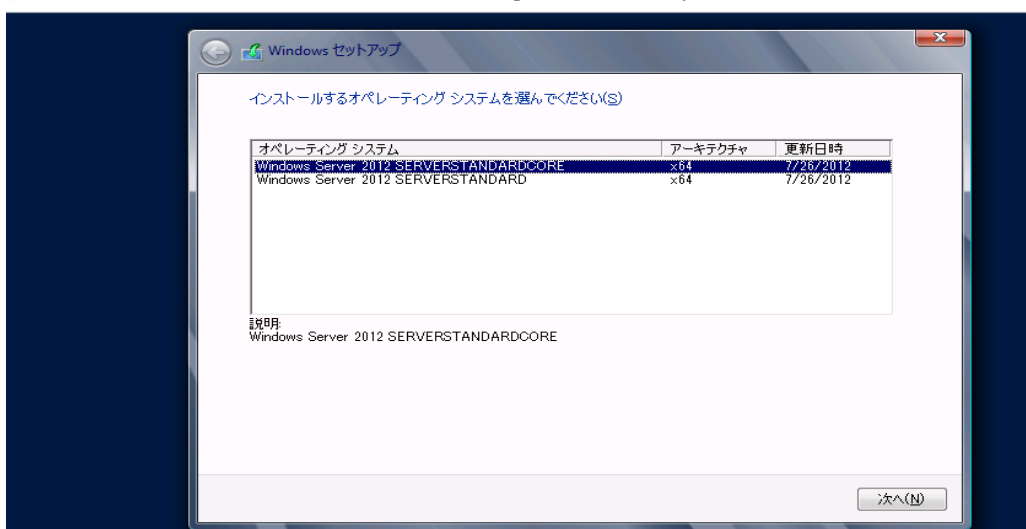 Windows セットアップ
インストールするオペレーティング システムを選んでください(S)
オペレーティング システム アーキテクチャ 更新日時
Windows Server 2012 SERVERSTANDARDCORE x64 7/26/2012
Windows Server 2012 SERVERSTANDARD x64 7/26/2012
説明:
Windows Server 2012 SERVERSTANDARDCORE
次へ(N)